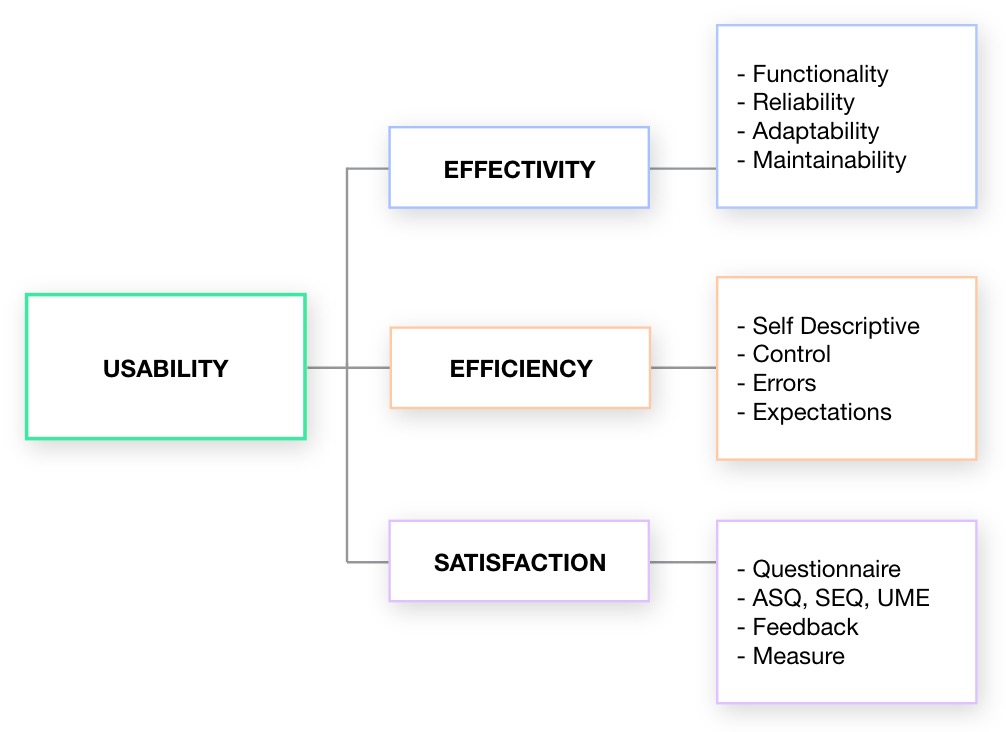 USABILITY
EFFECTIVITY
- Functionality
- Reliability
- Adaptability
- Maintainability
EFFICIENCY
- Self Descriptive
- Control
- Errors
- Expectations
SATISFACTION
- Questionnaire
- ASQ, SEQ, UME
- Feedback
- Measure